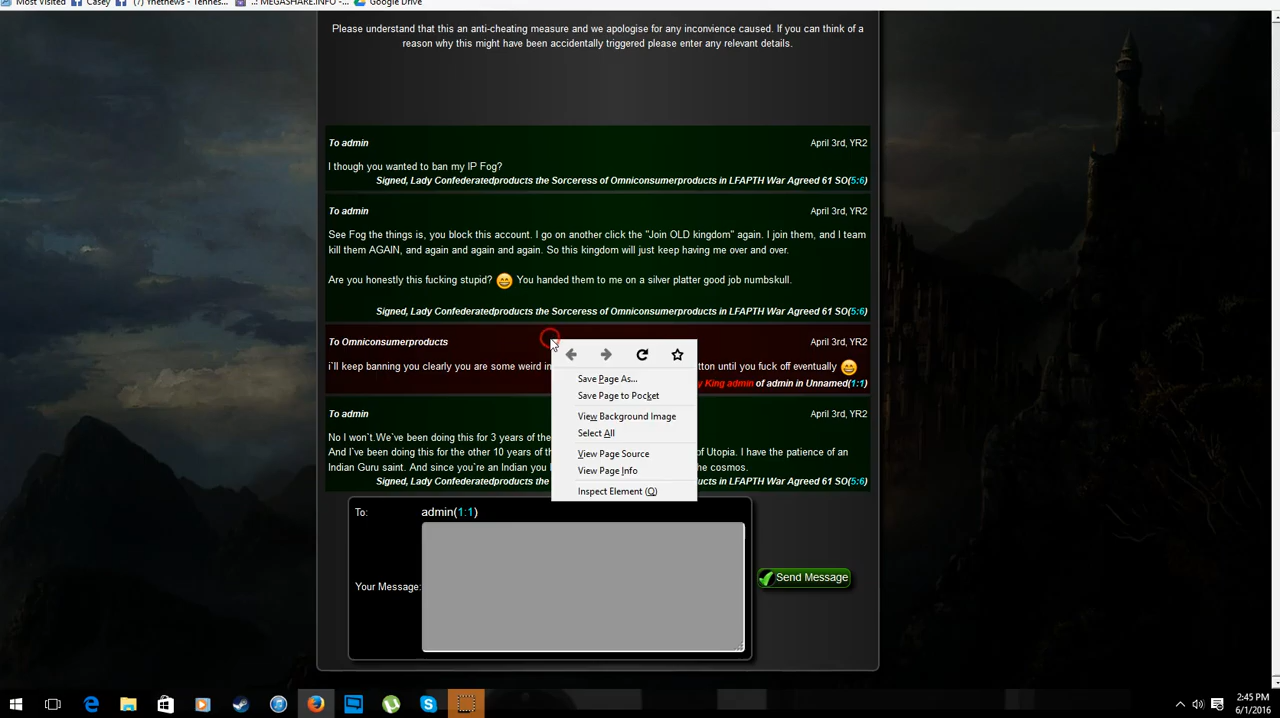 Most Visited Casey (7) Ynetnews - Tennes... ..: MEGASHARE.INFO -... Google Drive
Please understand that this an anti-cheating measure and we apologise for any inconvience caused. If you can think of a
reason why this might have been accidentally triggered please enter any relevant details.
To admin April 3rd, YR2
I though you wanted to ban my IP Fog?
Signed, Lady Confederatedproducts the Sorceress of Omniconsumerproducts in LFAPTH War Agreed 61 SO(5:6)
To admin April 3rd, YR2
See Fog the things is, you block this account. I go on another click the "Join OLD kingdom" again. I join them, and I team
kill them AGAIN, and again and again and again. So this kingdom will just keep having me over and over.
Are you honestly this fucking stupid? 😄 You handed them to me on a silver platter good job numbskull.
Signed, Lady Confederatedproducts the Sorceress of Omniconsumerproducts in LFAPTH War Agreed 61 SO(5:6)
To Omniconsumerproducts April 3rd, YR2
i`ll keep banning you clearly you are some weird in until you fuck off eventually 😄
King admin of admin in Unnamed(1:1)
To admin April 3rd, YR2
No I won`t.We`ve been doing this for 3 years of the
And I`ve been doing this for the other 10 years of of Utopia. I have the patience of an
Indian Guru saint. And since you`re an Indian you cosmos.
Signed, Lady Confederatedproducts the Sorceress of in LFAPTH War Agreed 61 SO(5:6)
Save Page As...
Save Page to Pocket
View Background Image
Select All
View Page Source
View Page Info
Inspect Element (Q)
To: admin(1:1)
Your Message:
Send Message
2:45 PM
6/1/2016